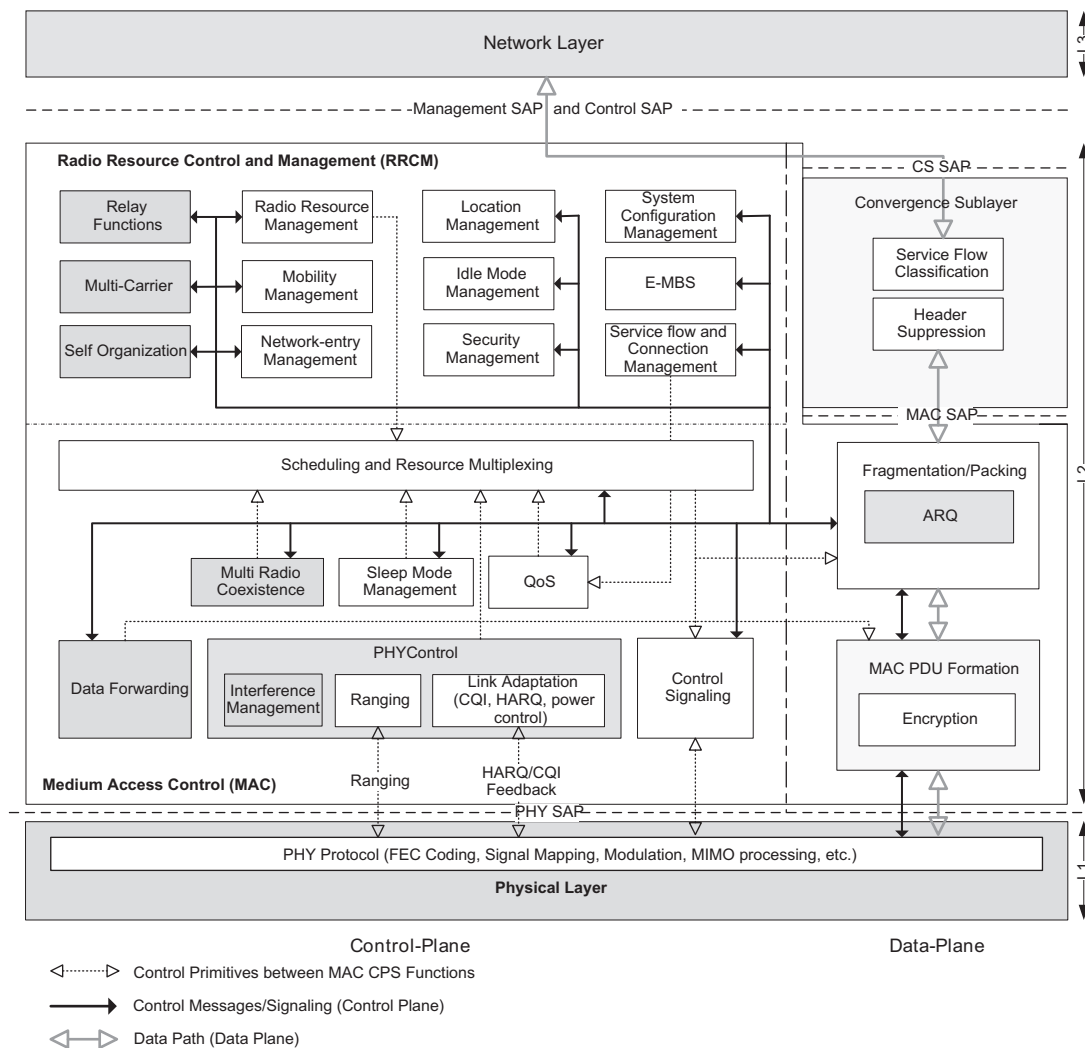 Network Layer
L3
Management SAP and Control SAP
Radio Resource Control and Management (RRCM)
CS SAP
Relay
Functions
Radio Resource
Management
Location
Management
System
Configuration
Management
Convergence Sublayer
Service Flow
Classification
Multi-Carrier
Mobility
Management
Idle Mode
Management
E-MBS
Header
Suppression
Self Organization
Network-entry
Management
Security
Management
Service flow and
Connection
Management
MAC SAP
L2
Scheduling and Resource Multiplexing
Fragmentation/Packing
ARQ
Multi Radio
Coexistence
Sleep Mode
Management
QoS
Data Forwarding
PHYControl
Interference
Management
Ranging
Link Adaptation
(CQI, HARQ, power
control)
Control
Signaling
MAC PDU Formation
Encryption
Medium Access Control (MAC)
Ranging
HARQ/CQI
Feedback
PHY SAP
PHY Protocol (FEC Coding, Signal Mapping, Modulation, MIMO processing, etc.)
Physical Layer
L1
Control-Plane
Data-Plane
Control Primitives between MAC CPS Functions
Control Messages/Signaling (Control Plane)
Data Path (Data Plane)